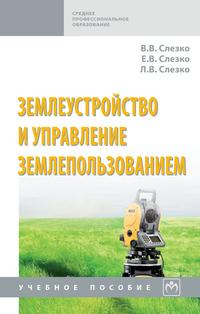 СРЕДНЕЕ
ПРОФЕССИОНАЛЬНОЕ
ОБРАЗОВАНИЕ
В.В. Слезко
Е.В. Слезко
Л.В. Слезко
ЗЕМЛЕУСТРОЙСТВО
И УПРАВЛЕНИЕ
ЗЕМЛЕПОЛЬЗОВАНИЕМ
УЧЕБНОЕ ПОСОБИЕ